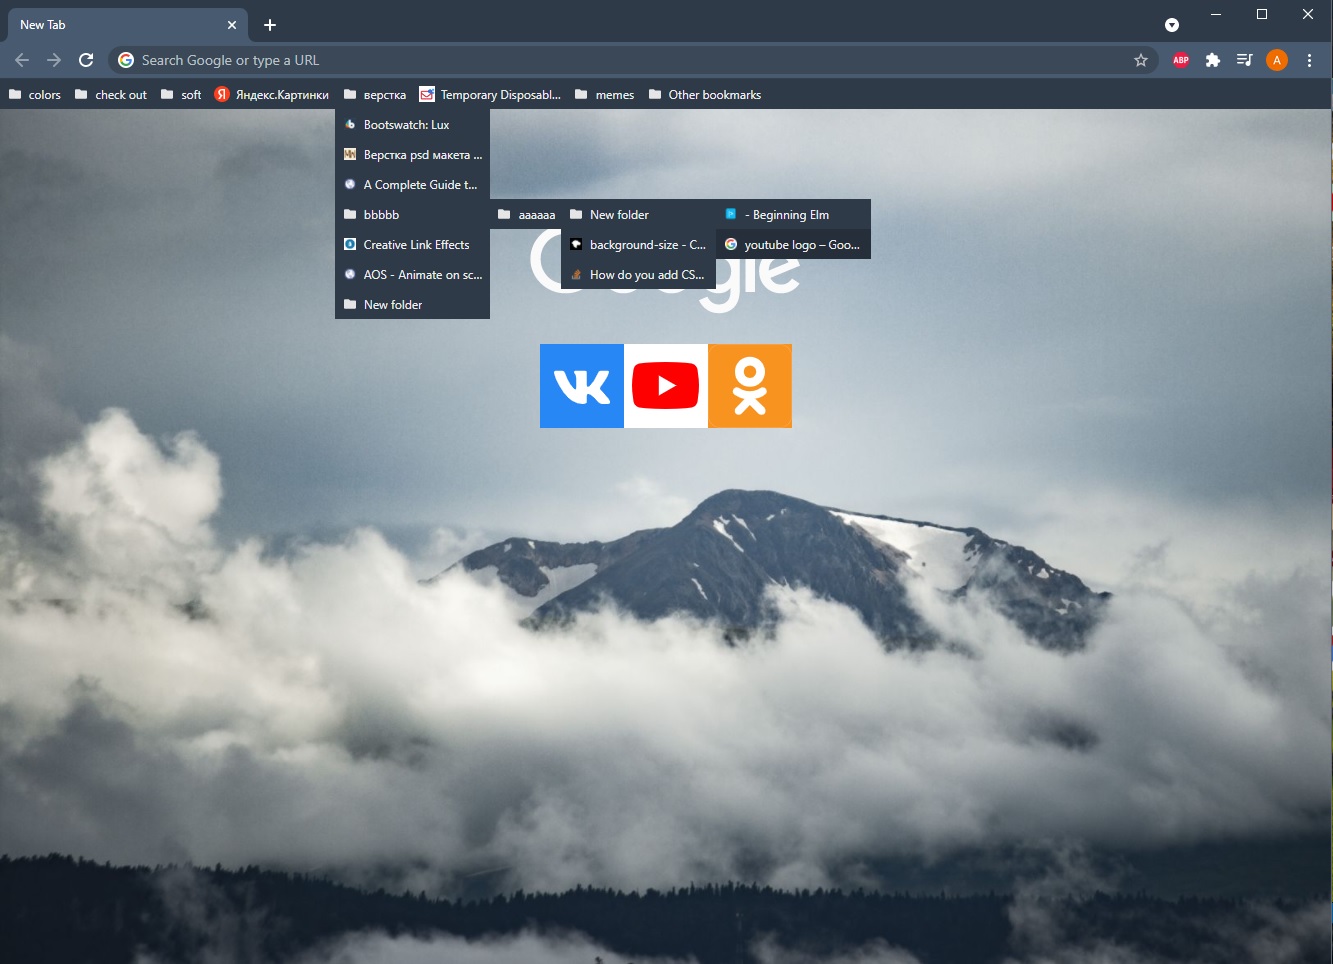 New Tab
Search Google or type a URL
ABP
A
colors
check out
soft
Я Яндекс.Картинки
верстка
Temporary Disposabl...
memes
Other bookmarks
Bootswatch: Lux
Верстка psd макета ...
A Complete Guide t...
bbbbb
Creative Link Effects
AOS - Animate on sc...
New folder
aaaaaa
New folder
background-size - C...
How do you add CS...
- Beginning Elm
youtube logo – Goo...
Google